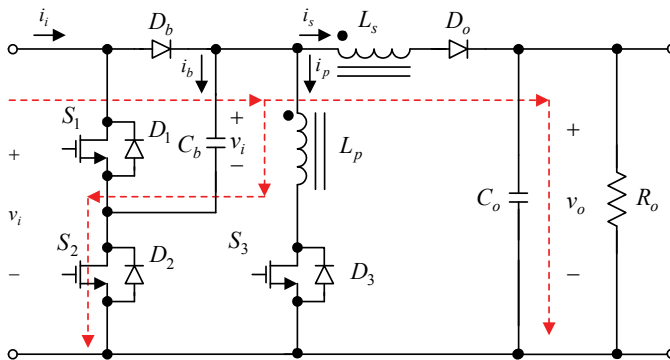 i_i
D_b
i_s
L_s
D_o
i_b
i_p
S_1
D_1
C_b
+
v_i
−
L_p
+
v_i
−
S_2
D_2
S_3
D_3
C_o
+
v_o
−
R_o